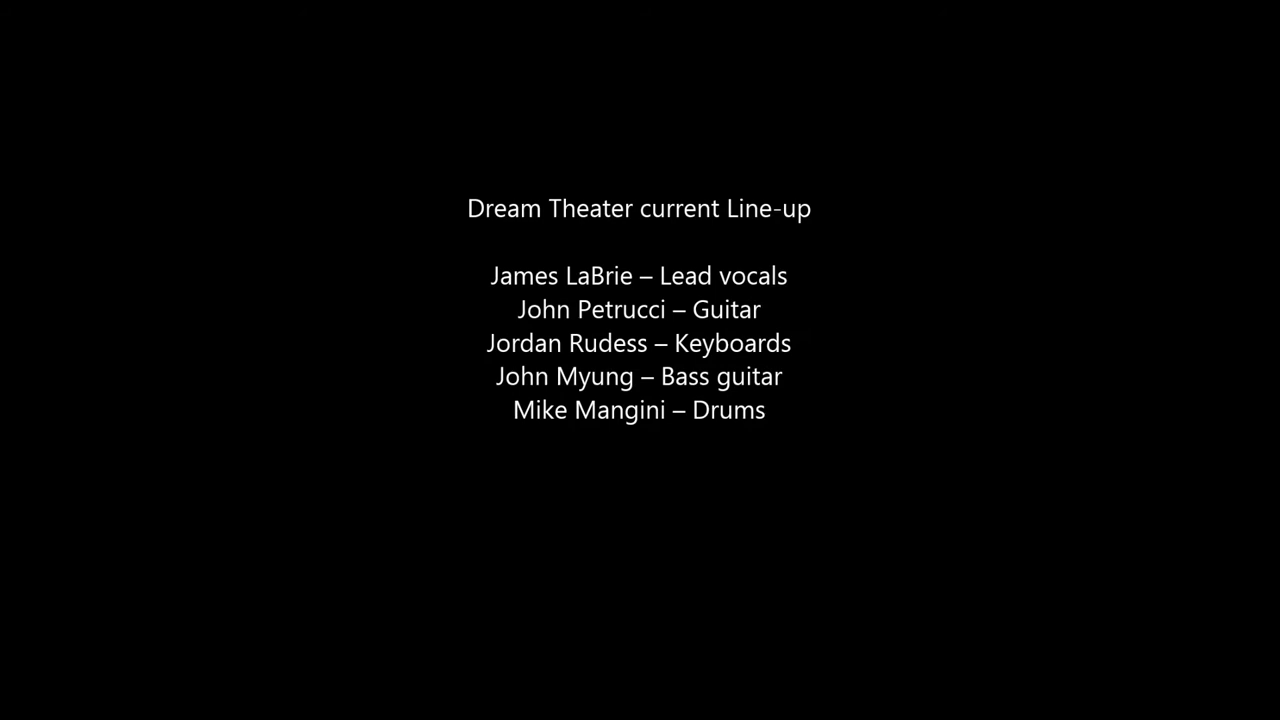 Dream Theater current Line-up
James LaBrie – Lead vocals
John Petrucci – Guitar
Jordan Rudess – Keyboards
John Myung – Bass guitar
Mike Mangini – Drums